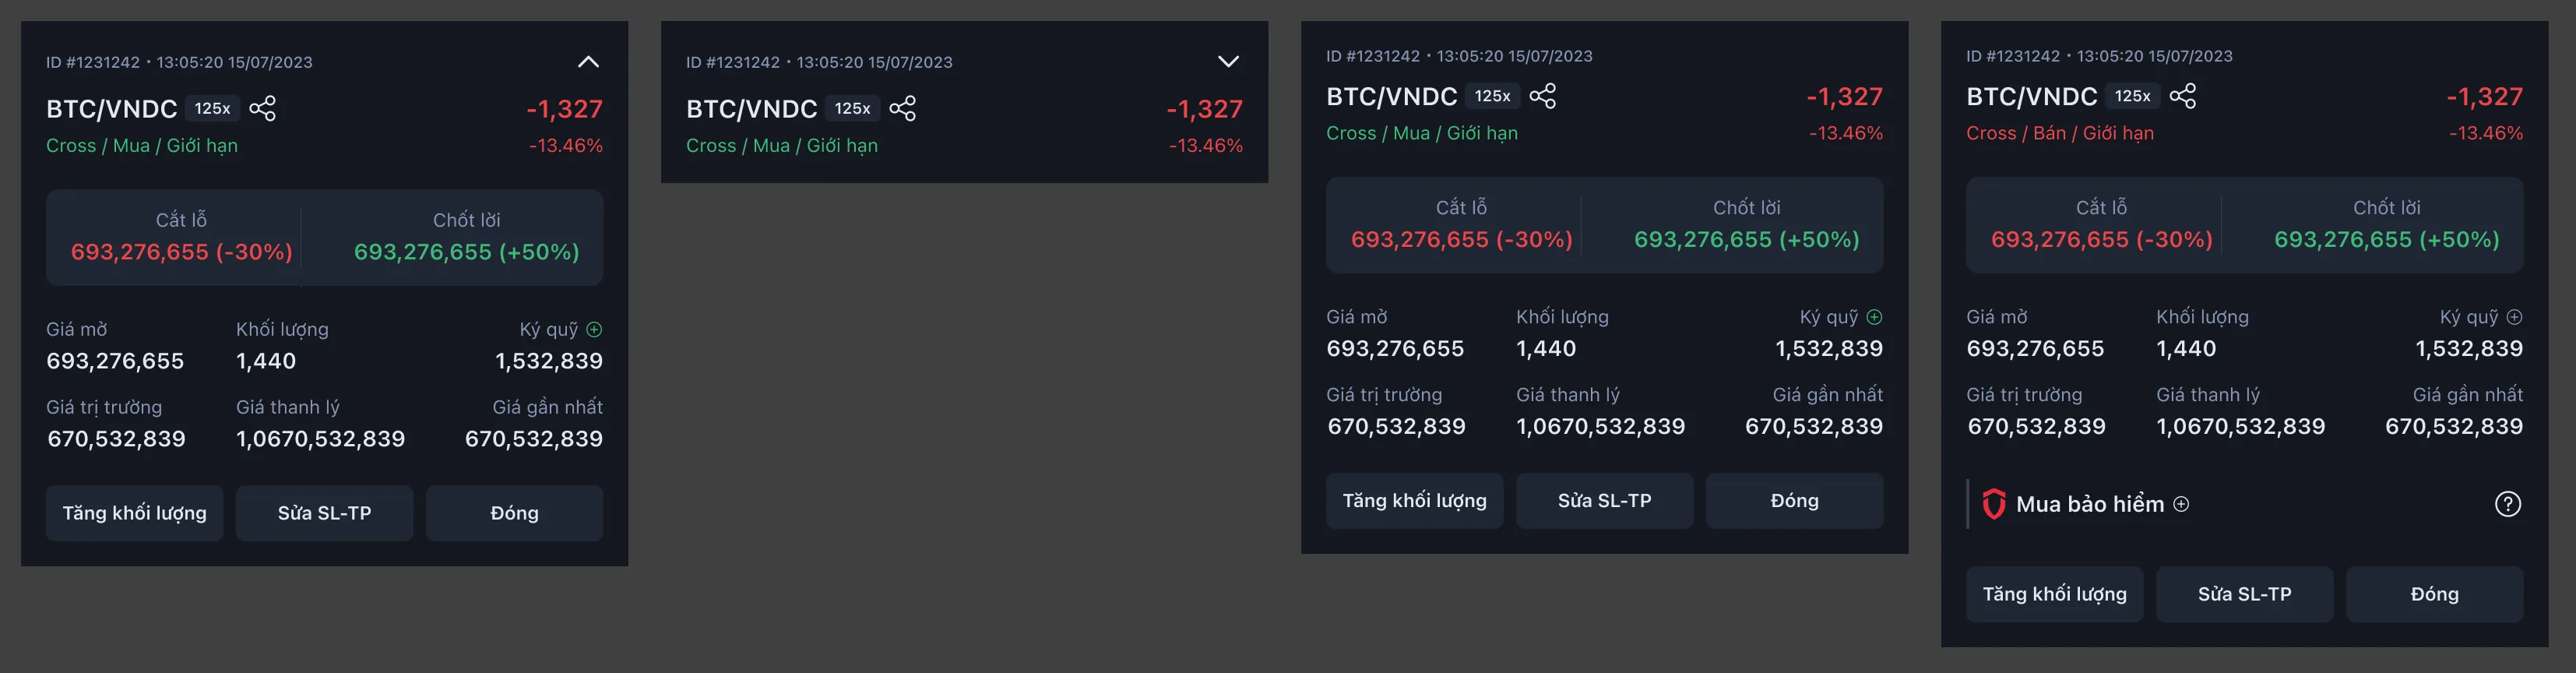 ID #1231242 • 13:05:20 15/07/2023
BTC/VNDC 125x -1,327
Cross / Mua / Giới hạn -13.46%
Cắt lỗ Chốt lời
693,276,655 (-30%) 693,276,655 (+50%)
Giá mở Khối lượng Ký quỹ
693,276,655 1,440 1,532,839
Giá trị trường Giá thanh lý Giá gần nhất
670,532,839 1,0670,532,839 670,532,839
Tăng khối lượng Sửa SL-TP Đóng
ID #1231242 • 13:05:20 15/07/2023
BTC/VNDC 125x -1,327
Cross / Mua / Giới hạn -13.46%
ID #1231242 • 13:05:20 15/07/2023
BTC/VNDC 125x -1,327
Cross / Mua / Giới hạn -13.46%
Cắt lỗ Chốt lời
693,276,655 (-30%) 693,276,655 (+50%)
Giá mở Khối lượng Ký quỹ
693,276,655 1,440 1,532,839
Giá trị trường Giá thanh lý Giá gần nhất
670,532,839 1,0670,532,839 670,532,839
Tăng khối lượng Sửa SL-TP Đóng
ID #1231242 • 13:05:20 15/07/2023
BTC/VNDC 125x -1,327
Cross / Bán / Giới hạn -13.46%
Cắt lỗ Chốt lời
693,276,655 (-30%) 693,276,655 (+50%)
Giá mở Khối lượng Ký quỹ
693,276,655 1,440 1,532,839
Giá trị trường Giá thanh lý Giá gần nhất
670,532,839 1,0670,532,839 670,532,839
Mua bảo hiểm
Tăng khối lượng Sửa SL-TP Đóng